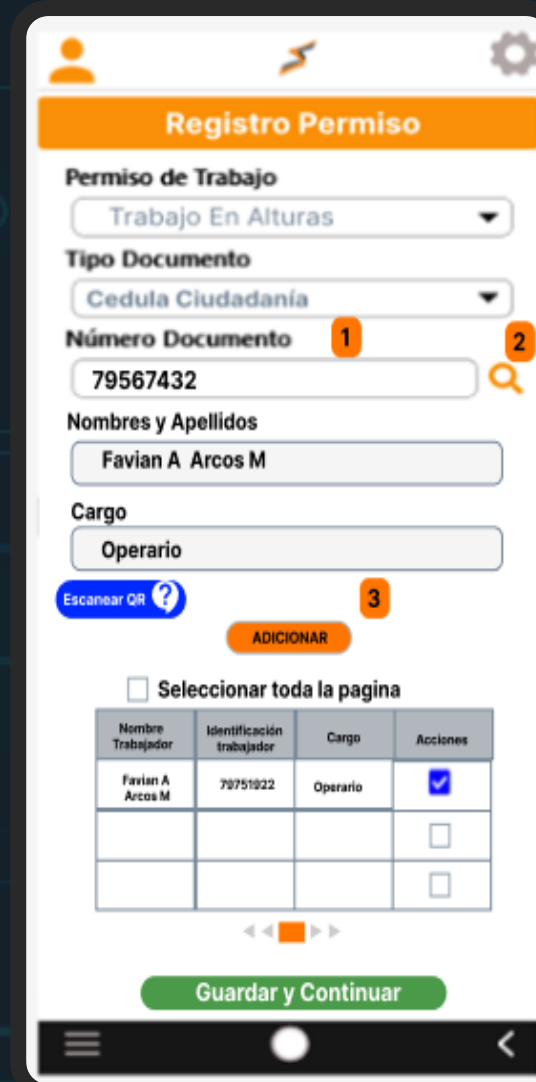 Registro Permiso
Permiso de Trabajo
Trabajo En Alturas
Tipo Documento
Cedula Ciudadanía
Número Documento 1 2
79567432
Nombres y Apellidos
Favian A Arcos M
Cargo
Operario
Escanear QR ?
3
ADICIONAR
Seleccionar toda la pagina
Nombre Trabajador Identificación trabajador Cargo Acciones
Favian A Arcos M 79751922 Operario
Guardar y Continuar